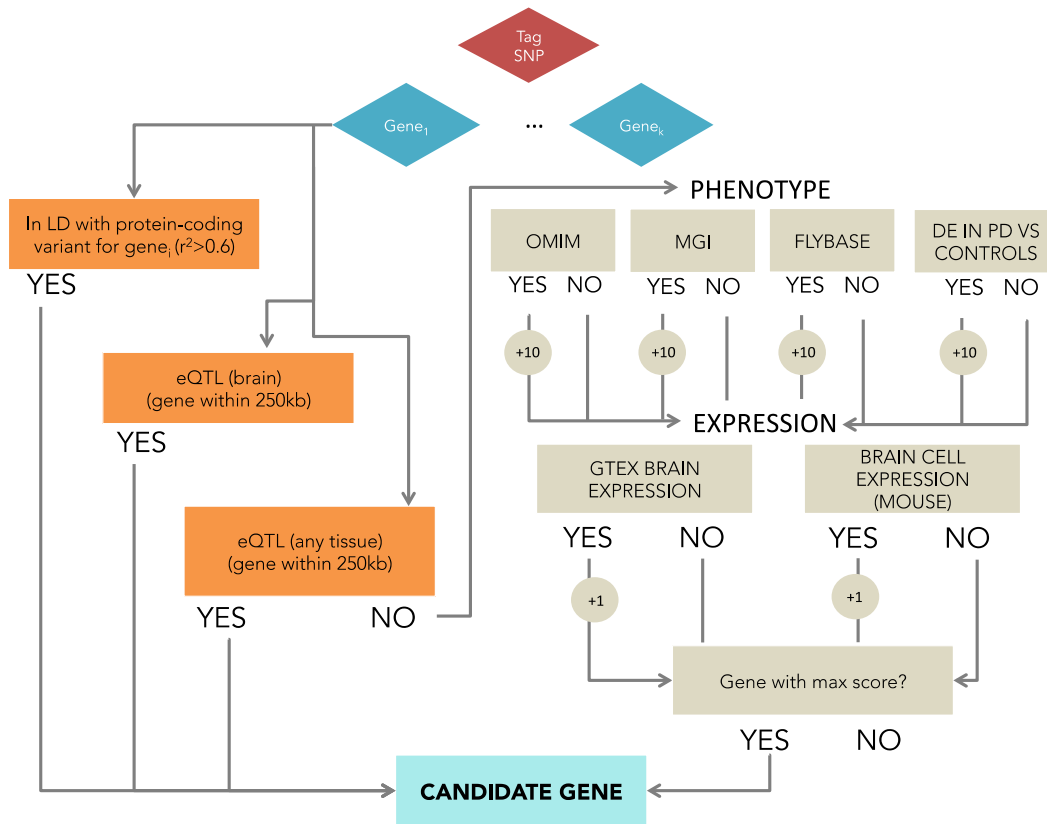 Tag
SNP
Gene₁
...
Geneₖ
In LD with protein-coding
variant for geneᵢ (r²>0.6)
YES
eQTL (brain)
(gene within 250kb)
YES
eQTL (any tissue)
(gene within 250kb)
YES NO
PHENOTYPE
OMIM
YES NO
+10
MGI
YES NO
+10
FLYBASE
YES NO
+10
DE IN PD VS
CONTROLS
YES NO
+10
EXPRESSION
GTEX BRAIN
EXPRESSION
YES NO
+1
BRAIN CELL
EXPRESSION
(MOUSE)
YES NO
+1
Gene with max score?
YES NO
CANDIDATE GENE